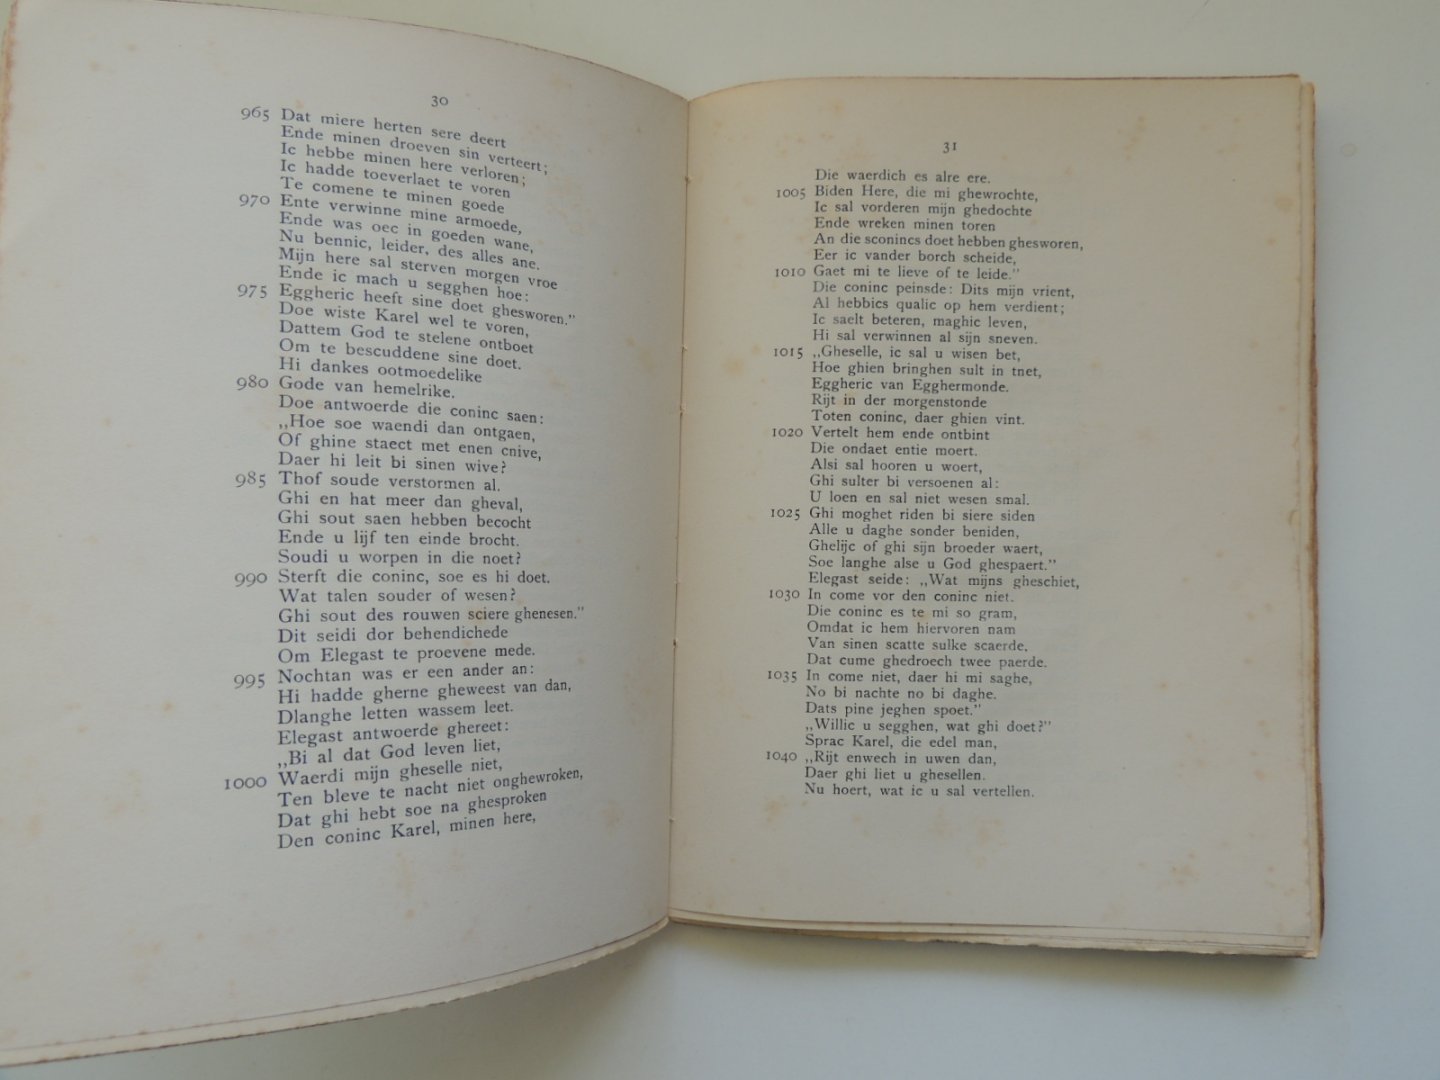 30
965 Dat miere herten sere deert
Ende minen droeven sin verteert;
Ic hebbe minen here verloren;
Ic hadde toeverlaet te voren
Te comene te minen goede
970 Ente verwinne mine armoede,
Ende was oec in goeden wane,
Nu bennic, leider, des alles ane.
Mijn here sal sterven morgen vroe
Ende ic mach u segghen hoe:
975 Eggheric heeft sine doet ghesworen.”
Doe wiste Karel wel te voren,
Dattem God te stelene ontboet
Om te bescuddene sine doet.
Hi dankes ootmoedelike
980 Gode van hemelrike.
Doe antwoerde die coninc saen:
„Hoe soe waendi dan ontgaen,
Of ghine staect met enen cnive,
Daer hi leit bi sinen wive?
985 Thof soude verstormen al.
Ghi en hat meer dan gheval,
Ghi sout saen hebben becocht
Ende u lijf ten einde brocht.
Soudi u worpen in die noet?
990 Sterft die coninc, soe es hi doet.
Wat talen souder of wesen?
Ghi sout des rouwen sciere ghenesen.”
Dit seidi dor behendichede
Om Elegast te proevene mede.
995 Nochtan was er een ander an:
Hi hadde gherne gheweest van dan,
Dlanghe letten wassem leet.
Elegast antwoerde ghereet:
„Bi al dat God leven liet,
1000 Waerdi mijn gheselle niet,
Ten bleve te nacht niet onghewroken,
Dat ghi hebt soe na ghesproken
Den coninc Karel, minen here,
31
Die waerdich es alre ere.
1005 Biden Here, die mi ghewrochte,
Ic sal vorderen mijn ghedochte
Ende wreken minen toren
An die sconincs doet hebben ghesworen,
Eer ic vander borch scheide,
1010 Gaet mi te lieve of te leide.”
Die coninc peinsde: Dits mijn vrient,
Al hebbics qualic op hem verdient;
Ic saelt beteren, maghic leven,
Hi sal verwinnen al sijn sneven.
1015 „Gheselle, ic sal u wisen bet,
Hoe ghien bringhen sult in tnet,
Eggheric van Egghermonde.
Rijt in der morgenstonde
Toten coninc, daer ghien vint.
1020 Vertelt hem ende ontbint
Die ondaet entie moert.
Alsi sal hooren u woert,
Ghi sulter bi versoenen al:
U loen en sal niet wesen smal.
1025 Ghi moghet riden bi siere siden
Alle u daghe sonder beniden,
Ghelijc of ghi sijn broeder waert,
Soe langhe alse u God ghespaert.”
Elegast seide: „Wat mijns gheschiet,
1030 In come vor den coninc niet.
Die coninc es te mi so gram,
Omdat ic hem hiervoren nam
Van sinen scatte sulke scaerde.
Dat cume ghedroech twee paerde.
1035 In come niet, daer hi mi saghe,
No bi nachte no bi daghe.
Dats pine jeghen spoet.”
„Willic u segghen, wat ghi doet?”
Sprac Karel, die edel man,
1040 „Rijt enwech in uwen dan,
Daer ghi liet u ghesellen.
Nu hoert, wat ic u sal vertellen.